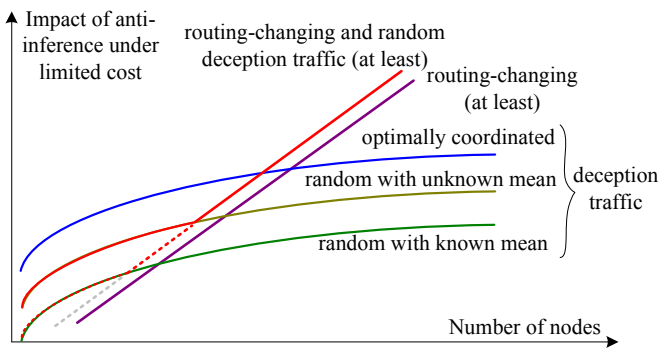 Impact of anti-
inference under
limited cost
routing-changing and random
deception traffic (at least)
routing-changing
(at least)
optimally coordinated
random with unknown mean
deception
traffic
random with known mean
Number of nodes